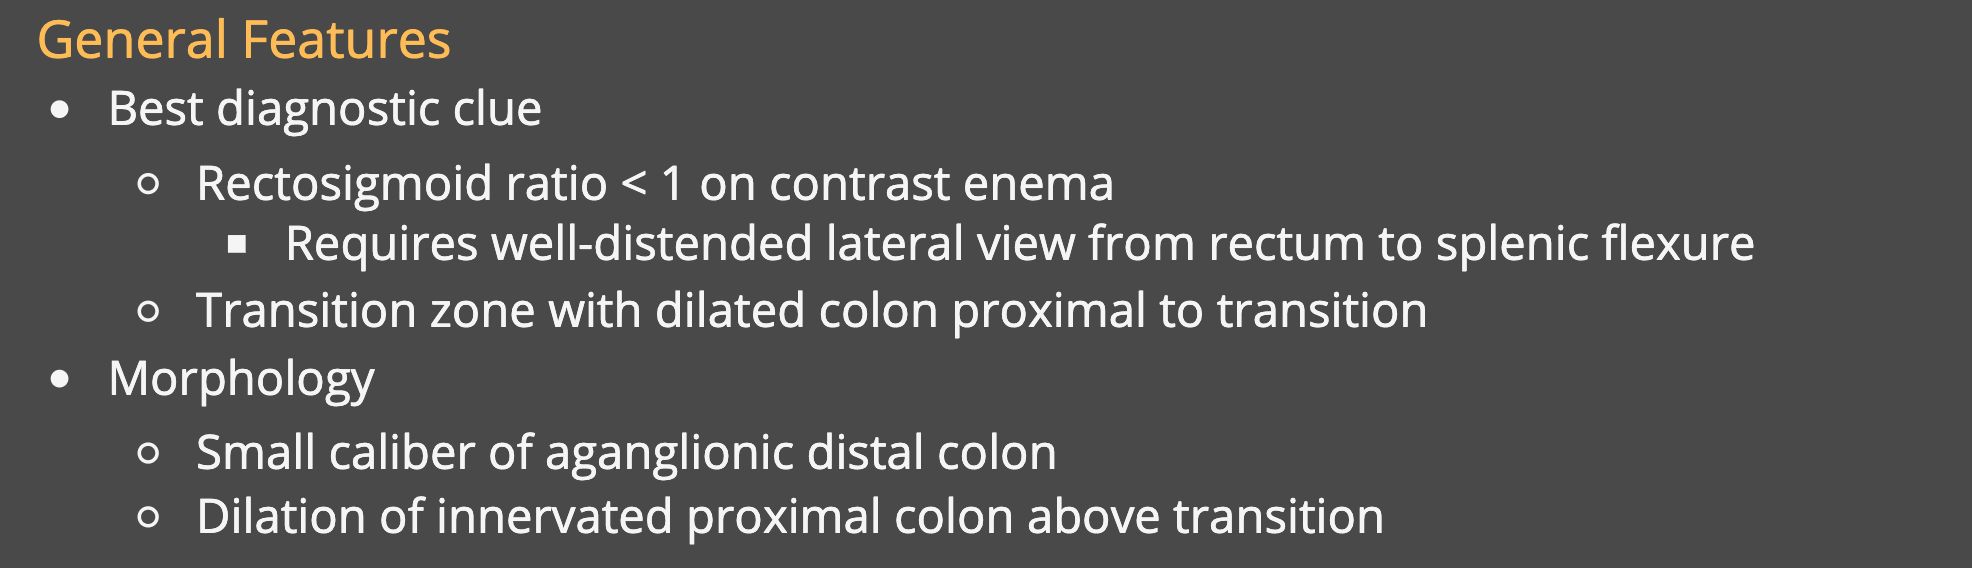 General Features
• Best diagnostic clue
○ Rectosigmoid ratio < 1 on contrast enema
▪ Requires well-distended lateral view from rectum to splenic flexure
○ Transition zone with dilated colon proximal to transition
• Morphology
○ Small caliber of aganglionic distal colon
○ Dilation of innervated proximal colon above transition